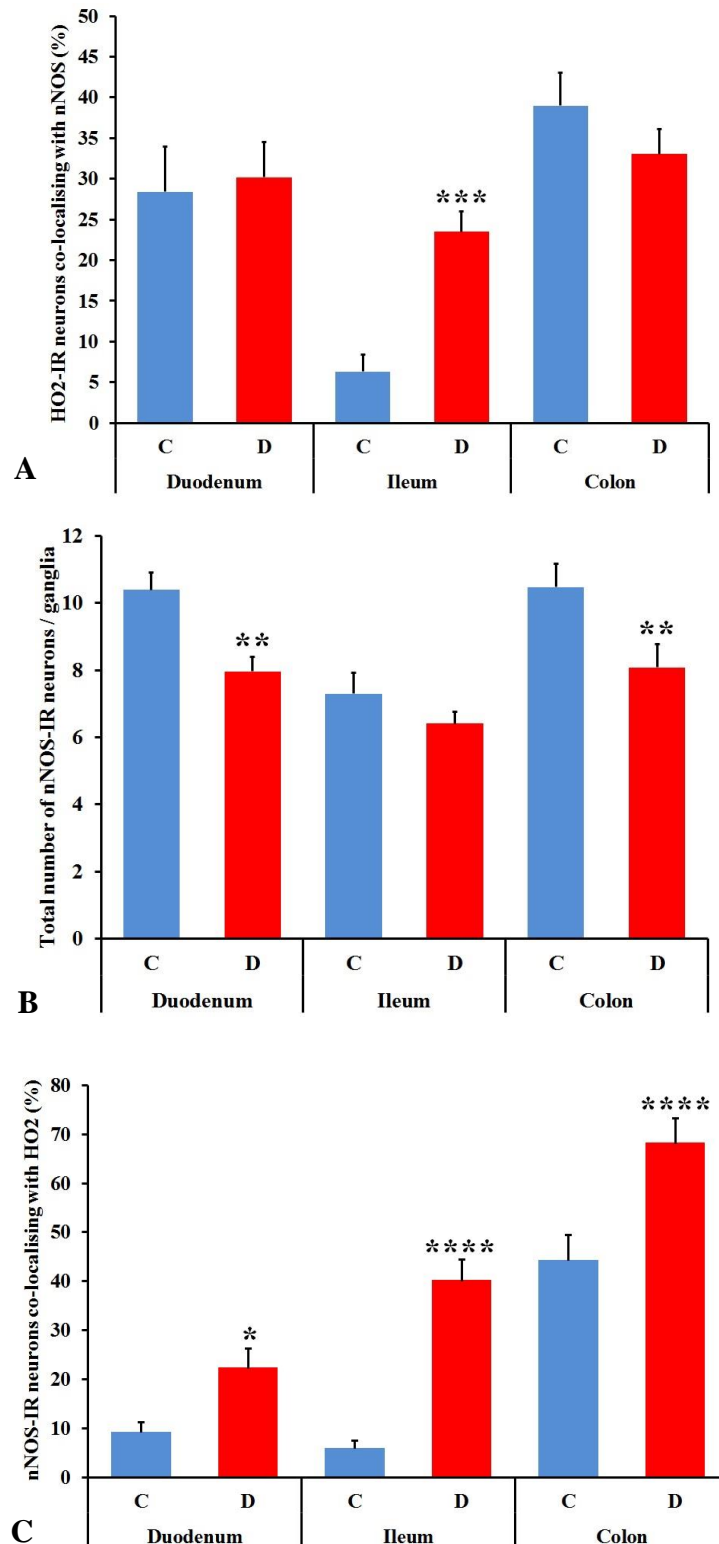 HO2-IR neurons co-localising with nNOS (%)
50
45
40
35
30
25
20
15
10
5
0
***
C D C D C D
Duodenum Ileum Colon
A
Total number of nNOS-IR neurons / ganglia
12
10
8
6
4
2
0
** **
C D C D C D
Duodenum Ileum Colon
B
nNOS-IR neurons co-localising with HO2 (%)
80
70
60
50
40
30
20
10
0
* **** ****
C D C D C D
Duodenum Ileum Colon
C